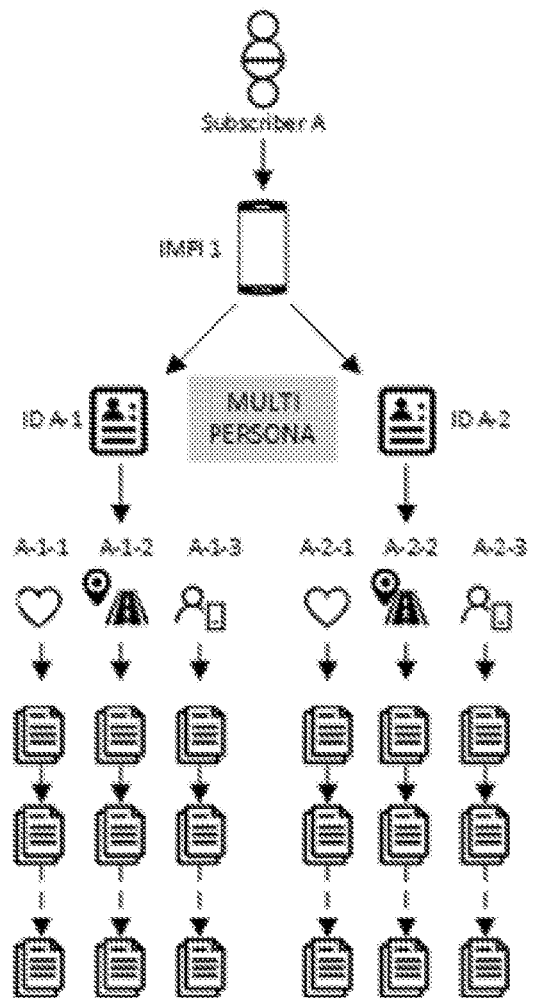 Subscriber A
IMPI 1
MULTI
PERSONA
ID A-1
ID A-2
A-1-1
A-1-2
A-1-3
A-2-1
A-2-2
A-2-3